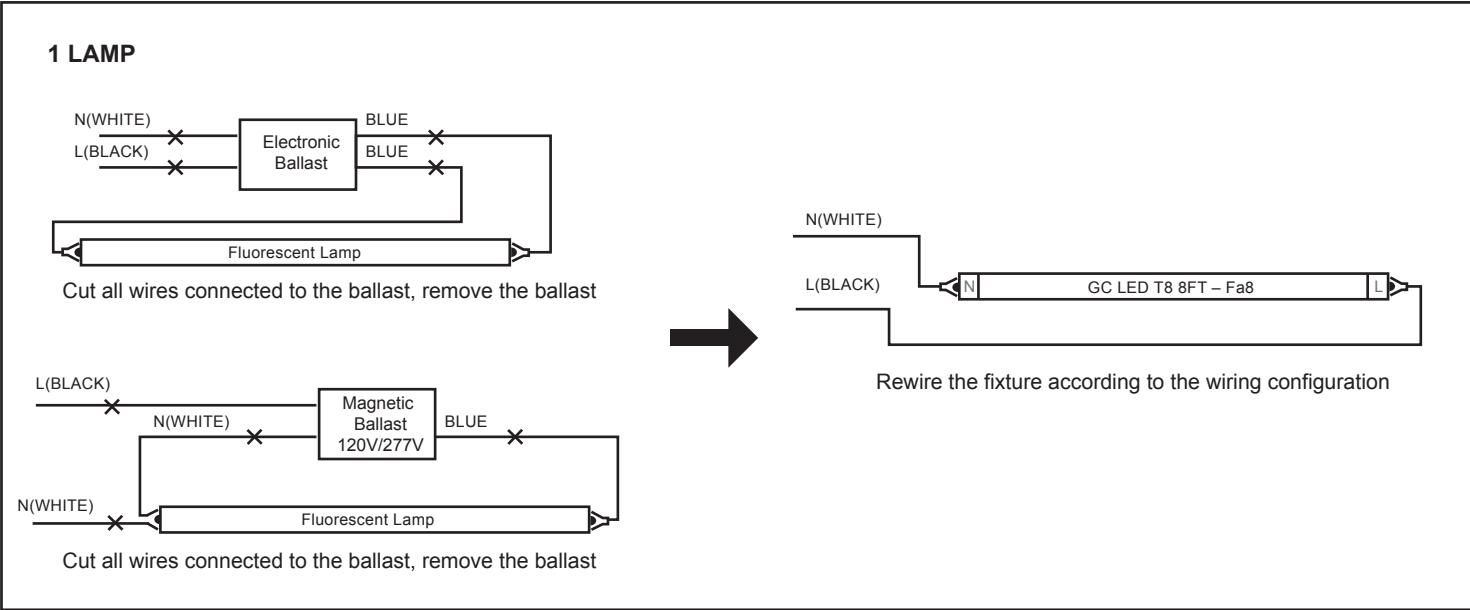 1 LAMP
N(WHITE)
BLUE
L(BLACK)
BLUE
Electronic
Ballast
Fluorescent Lamp
Cut all wires connected to the ballast, remove the ballast
L(BLACK)
N(WHITE)
Magnetic
Ballast
120V/277V
BLUE
N(WHITE)
Fluorescent Lamp
Cut all wires connected to the ballast, remove the ballast
N(WHITE)
L(BLACK)
N
GC LED T8 8FT – Fa8
L
Rewire the fixture according to the wiring configuration